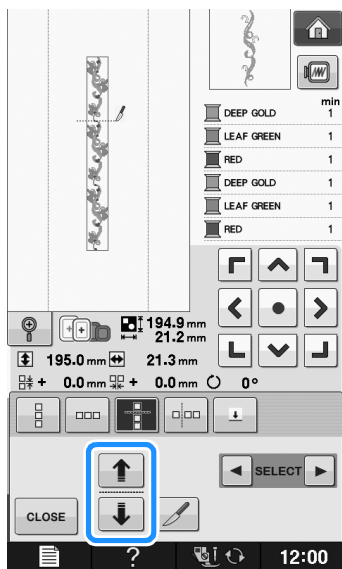 min
DEEP GOLD 1
LEAF GREEN 1
RED 1
DEEP GOLD 1
LEAF GREEN 1
RED 1
194.9 mm
21.2 mm
195.0 mm 21.3 mm
+ 0.0 mm + 0.0 mm 0°
SELECT
CLOSE
? 12:00